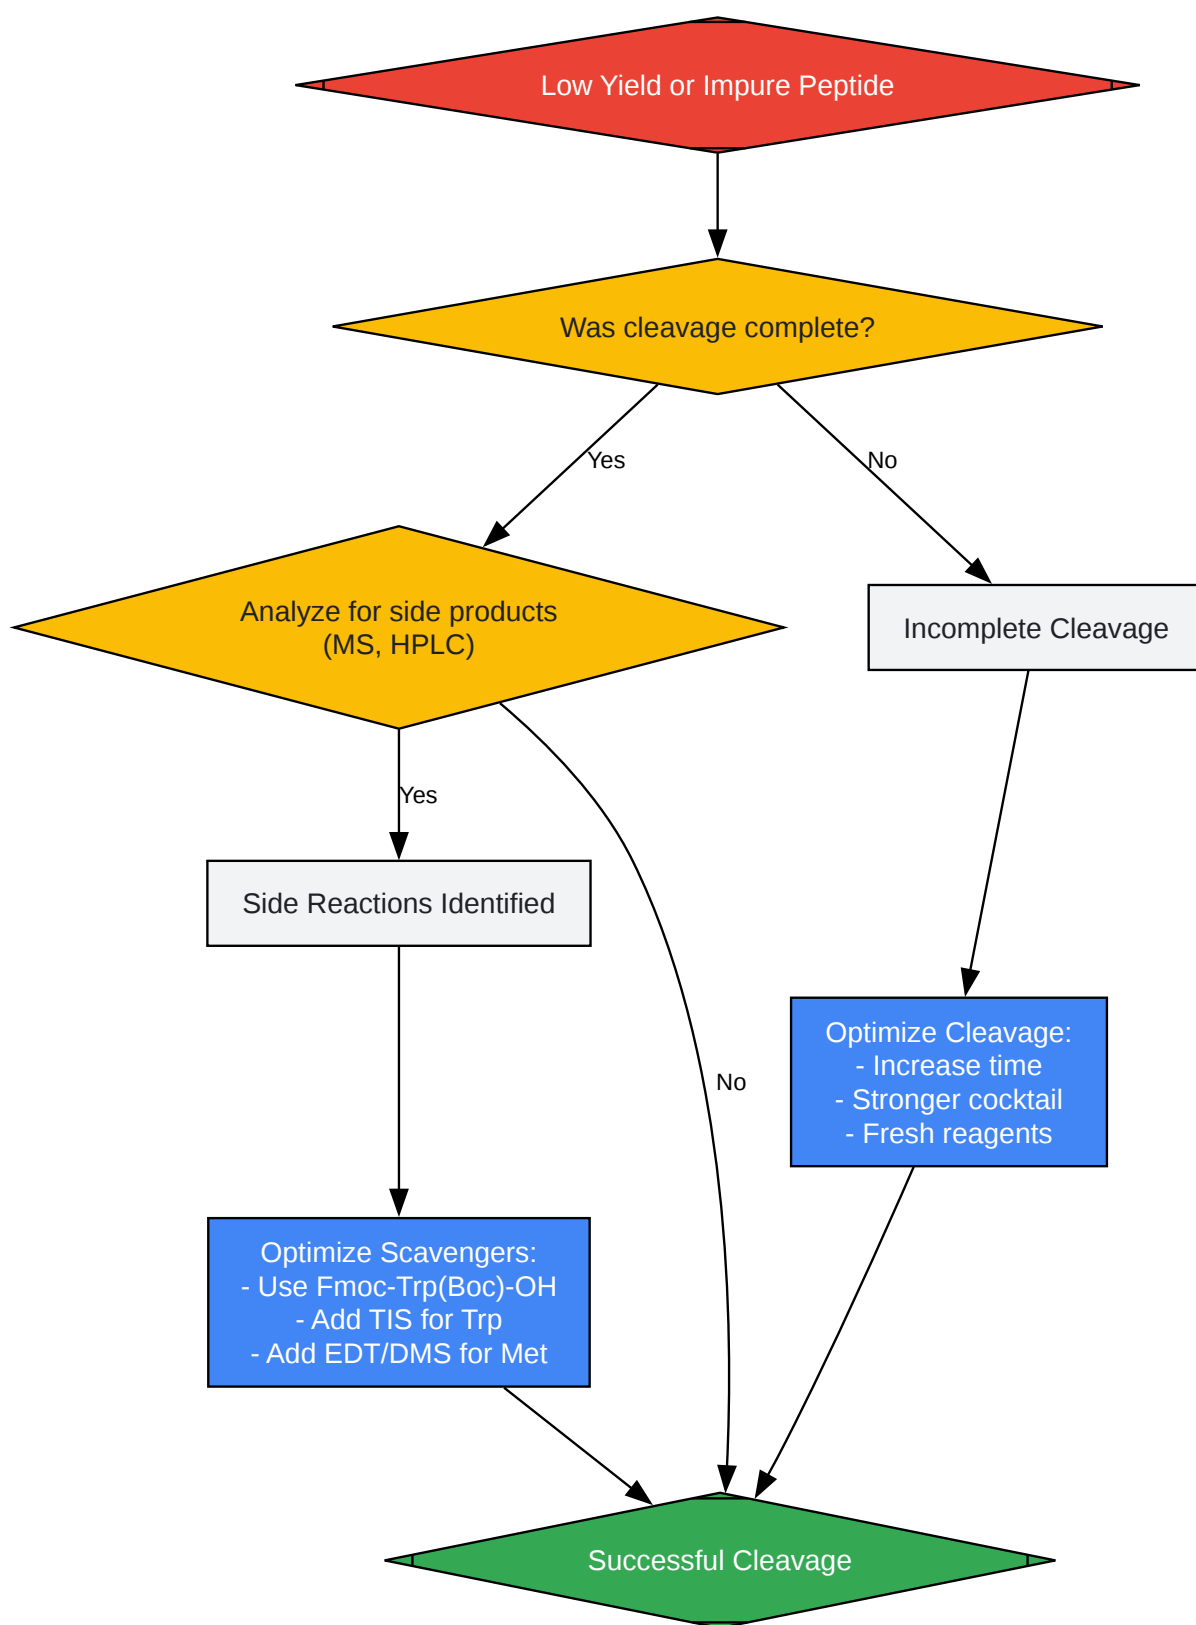 Low Yield or Impure Peptide
Was cleavage complete?
Yes
No
Analyze for side products
(MS, HPLC)
Incomplete Cleavage
Yes
Side Reactions Identified
No
Optimize Cleavage:
- Increase time
- Stronger cocktail
- Fresh reagents
Optimize Scavengers:
- Use Fmoc-Trp(Boc)-OH
- Add TIS for Trp
- Add EDT/DMS for Met
Successful Cleavage